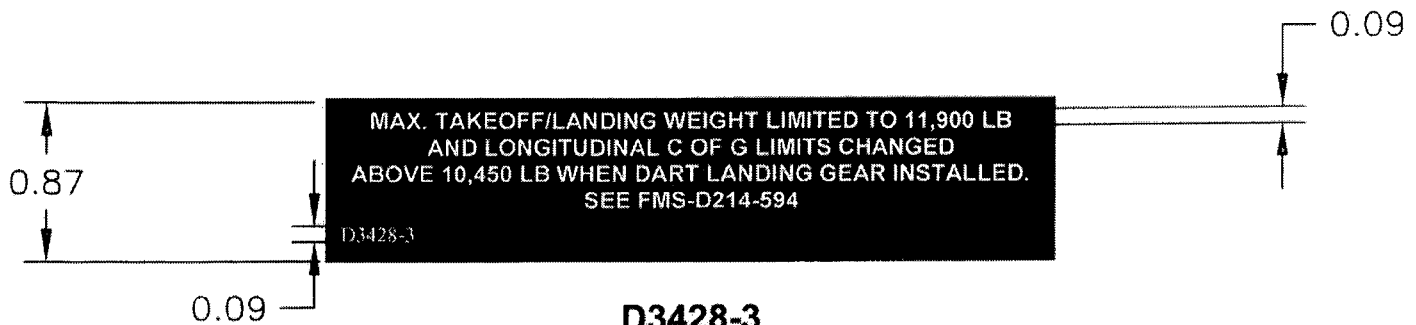 0.09
MAX. TAKEOFF/LANDING WEIGHT LIMITED TO 11,900 LB
AND LONGITUDINAL C OF G LIMITS CHANGED
ABOVE 10,450 LB WHEN DART LANDING GEAR INSTALLED.
SEE FMS-D214-594
0.87
D3428-3
0.09
D3428-3